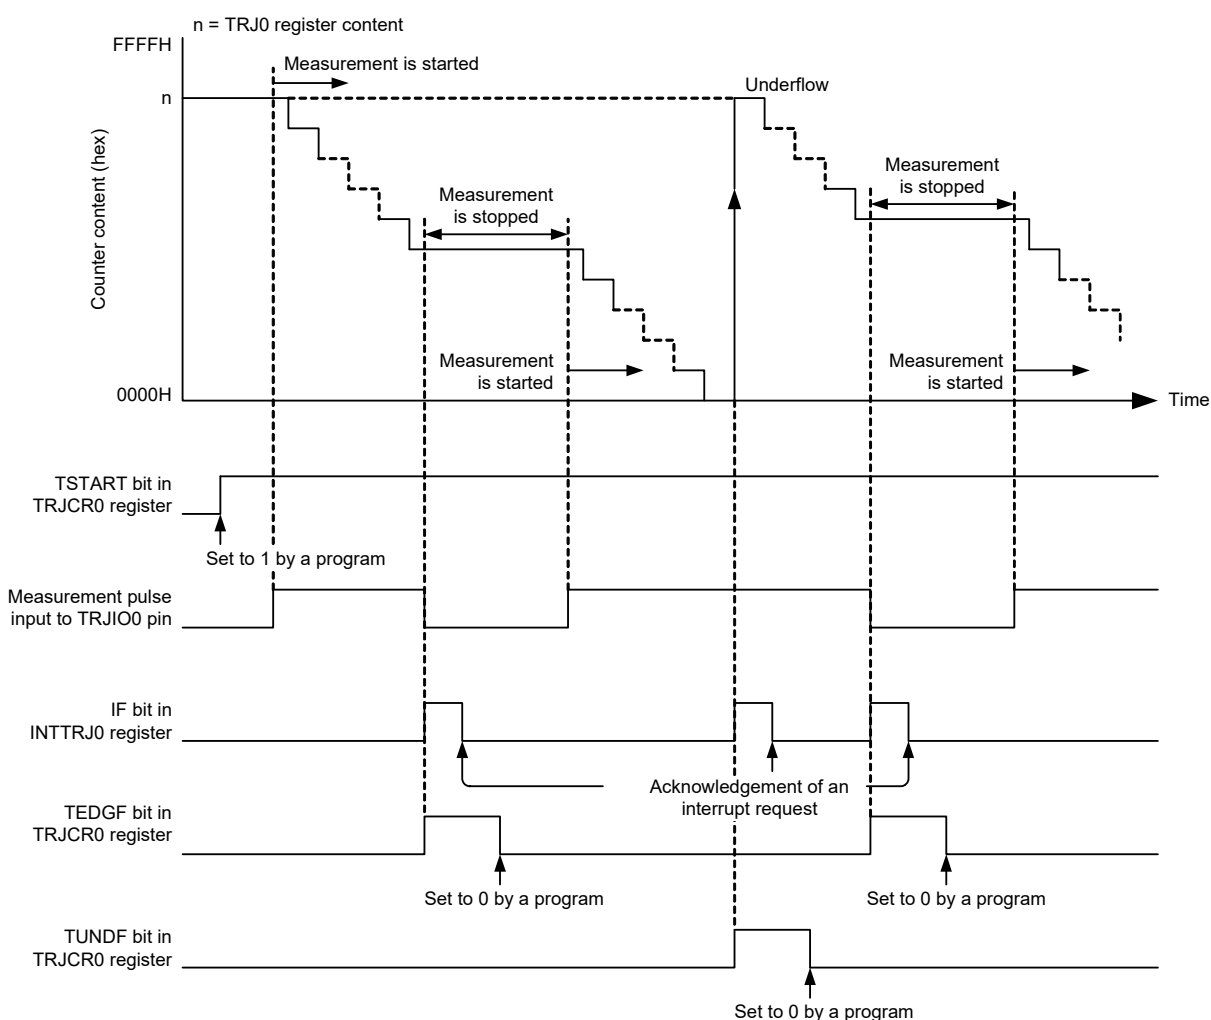 n = TRJ0 register content
FFFFH
Measurement is started
Underflow
n
Counter content (hex)
Measurement
is stopped
Measurement
is stopped
Measurement
is started
Measurement
is started
0000H
Time
TSTART bit in
TRJCR0 register
Set to 1 by a program
Measurement pulse
input to TRJIO0 pin
IF bit in
INTTRJ0 register
Acknowledgement of an
interrupt request
TEDGF bit in
TRJCR0 register
Set to 0 by a program
Set to 0 by a program
TUNDF bit in
TRJCR0 register
Set to 0 by a program